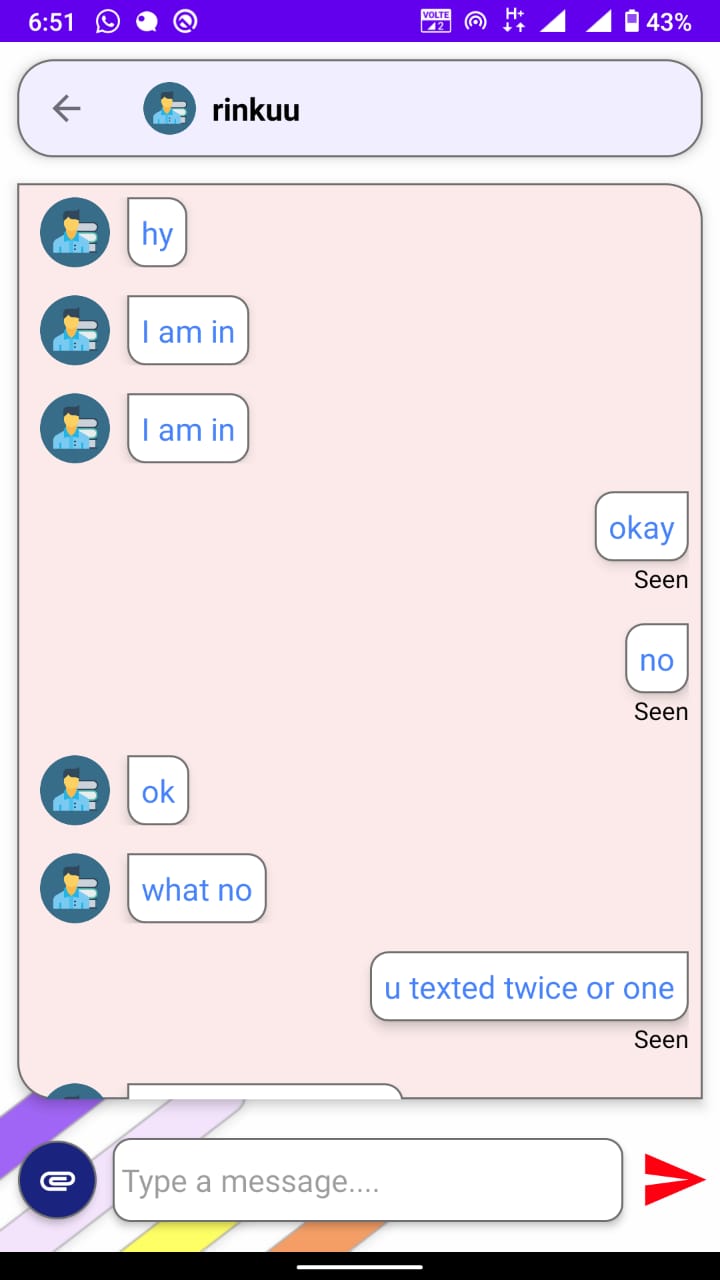 6:51 VOLTE 2 H+ 43%
rinkuu
hy
I am in
I am in
okay
Seen
no
Seen
ok
what no
u texted twice or one
Seen
Type a message....